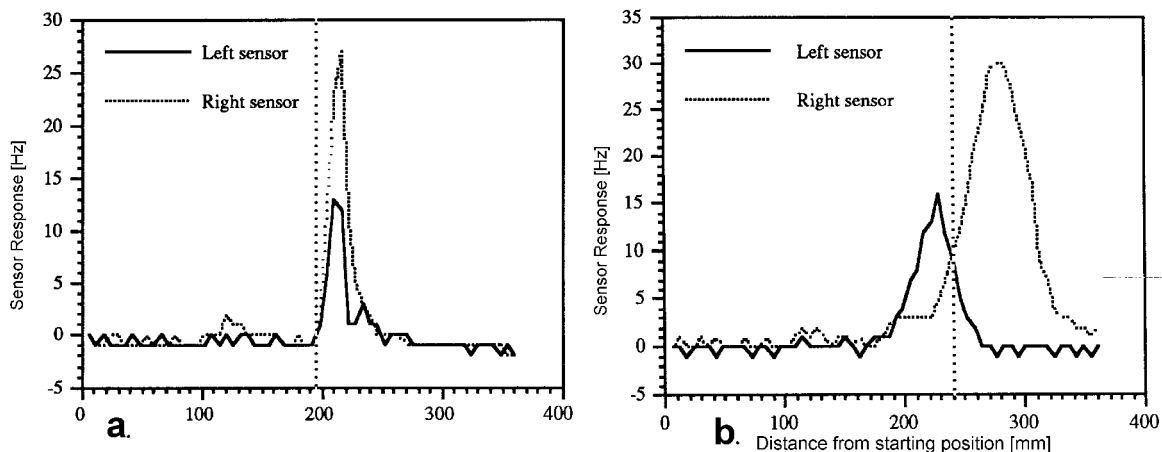 30
25
20
15
10
5
0
-5
Sensor Response [Hz]
Left sensor
Right sensor
0 100 200 300 400
a.
35
30
25
20
15
10
5
0
-5
Sensor Response [Hz]
Left sensor
Right sensor
0 100 200 300 400
b. Distance from starting position [mm]